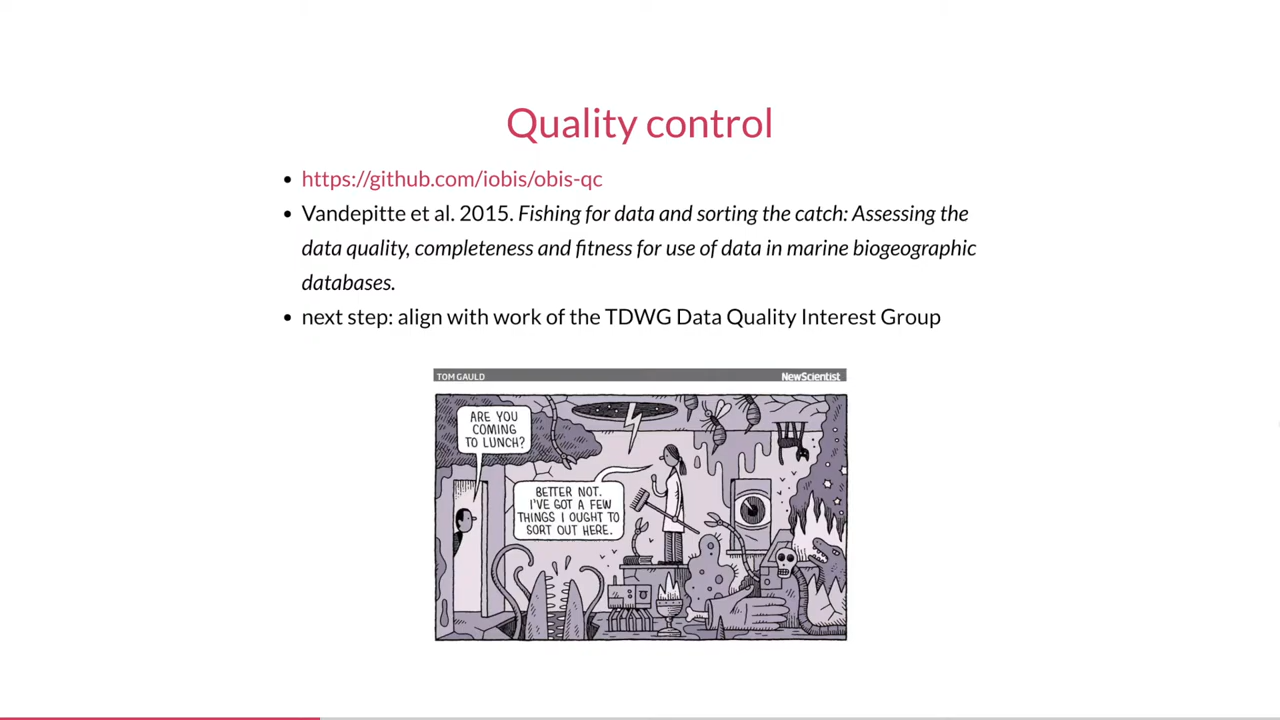 Quality control
https://github.com/iobis/obis-qc
Vandepitte et al. 2015. Fishing for data and sorting the catch: Assessing the
data quality, completeness and fitness for use of data in marine biogeographic
databases.
next step: align with work of the TDWG Data Quality Interest Group
TOM GAULD
NewScientist
ARE YOU
COMING
TO LUNCH?
BETTER NOT.
I'VE GOT A FEW
THINGS I OUGHT TO
SORT OUT HERE.